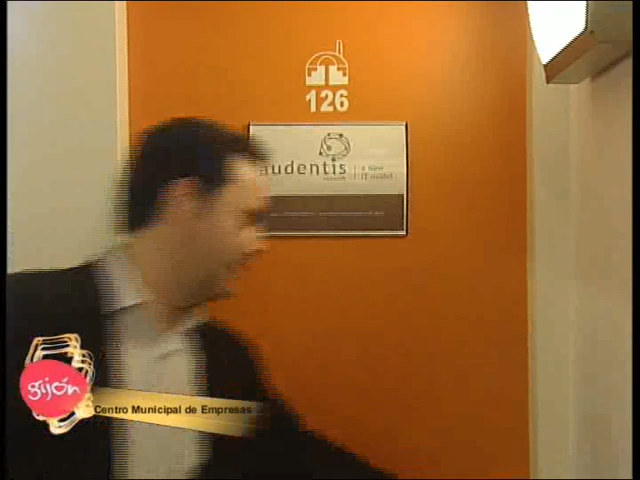 126
audentis
a new
IT model
gijón
Centro Municipal de Empresas